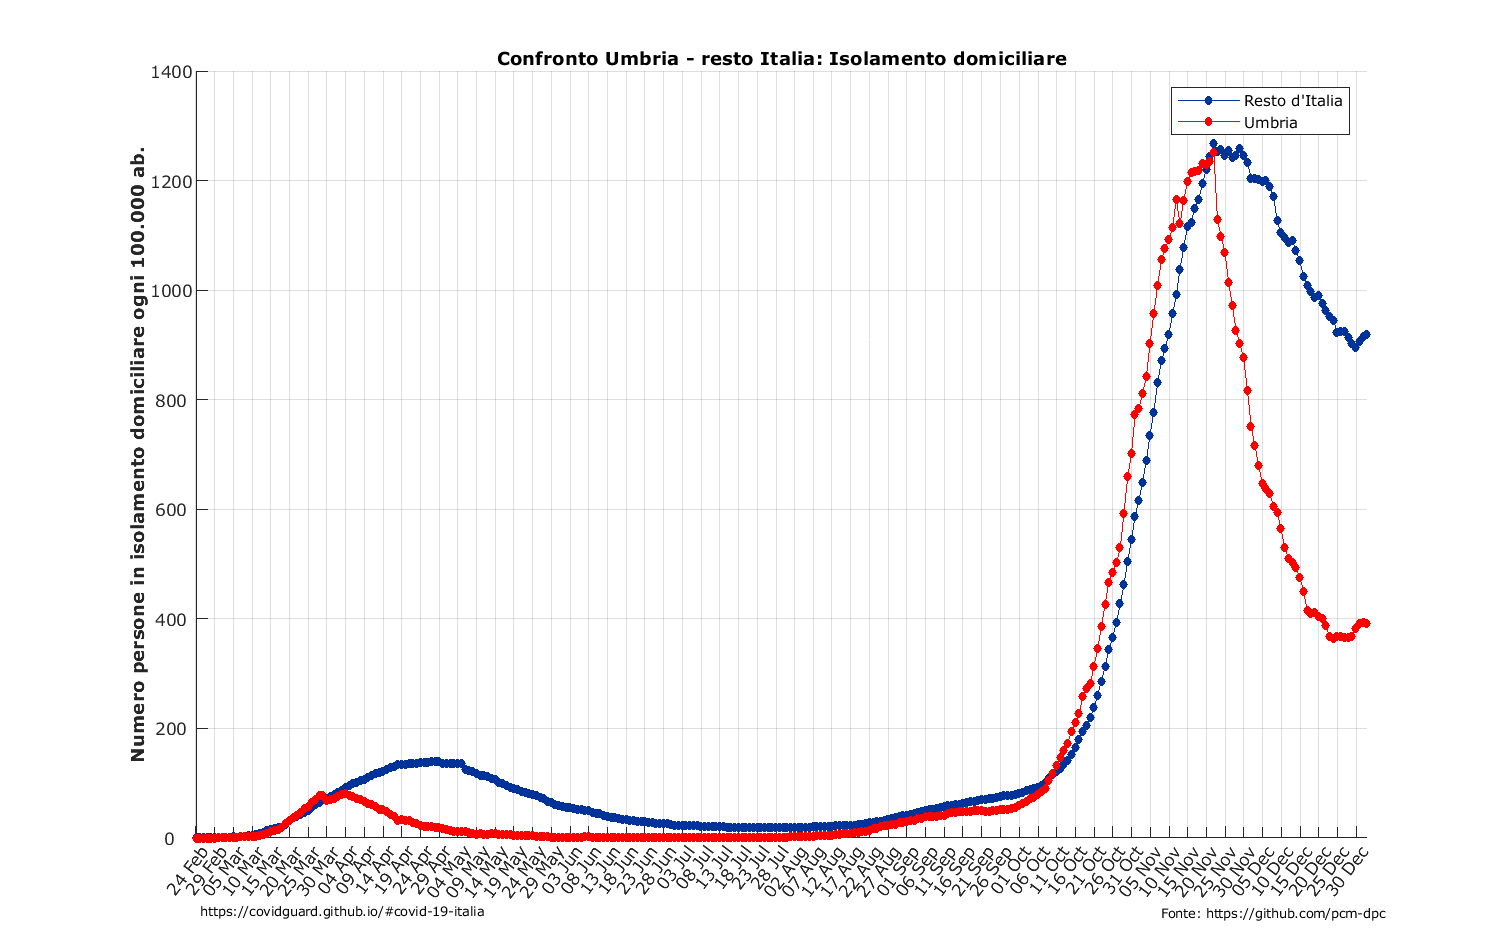 Confronto Umbria - resto Italia: Isolamento domiciliare
Numero persone in isolamento domiciliare ogni 100.000 ab.
1400
1200
1000
800
600
400
200
0
Resto d'Italia
Umbria
24 Feb
29 Feb
05 Mar
10 Mar
15 Mar
20 Mar
25 Mar
30 Mar
04 Apr
09 Apr
14 Apr
19 Apr
24 Apr
29 Apr
04 May
09 May
14 May
19 May
24 May
29 May
03 Jun
08 Jun
13 Jun
18 Jun
23 Jun
28 Jun
03 Jul
08 Jul
13 Jul
18 Jul
23 Jul
28 Jul
02 Aug
07 Aug
12 Aug
17 Aug
22 Aug
27 Aug
01 Sep
06 Sep
11 Sep
16 Sep
21 Sep
26 Sep
01 Oct
06 Oct
11 Oct
16 Oct
21 Oct
26 Oct
31 Oct
05 Nov
10 Nov
15 Nov
20 Nov
25 Nov
30 Nov
05 Dec
10 Dec
15 Dec
20 Dec
25 Dec
30 Dec
https://covidguard.github.io/#covid-19-italia
Fonte: https://github.com/pcm-dpc